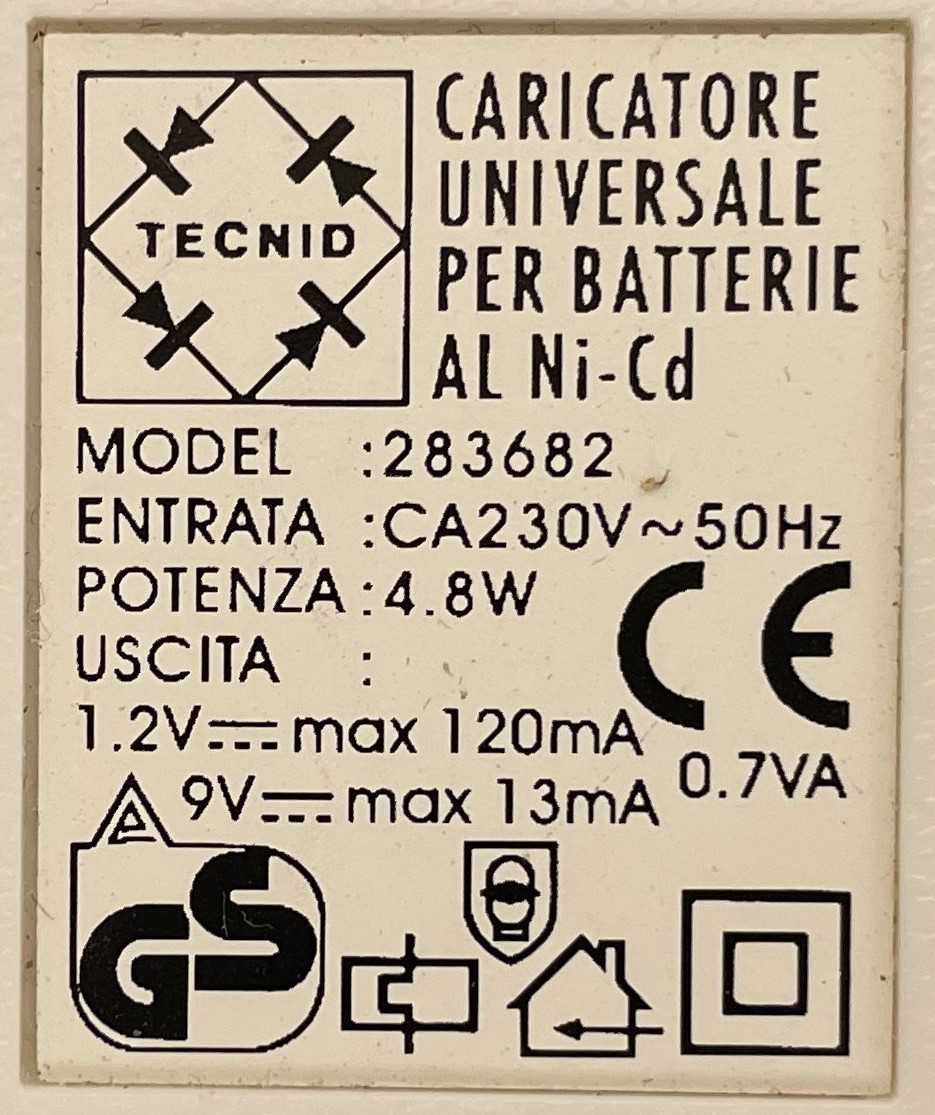 TECNID
CARICATORE
UNIVERSALE
PER BATTERIE
AL Ni-Cd
MODEL :283682
ENTRATA :CA230V~50Hz
POTENZA:4.8W
USCITA :
1.2V⎓max 120mA
9V⎓max 13mA 0.7VA
CE
GS